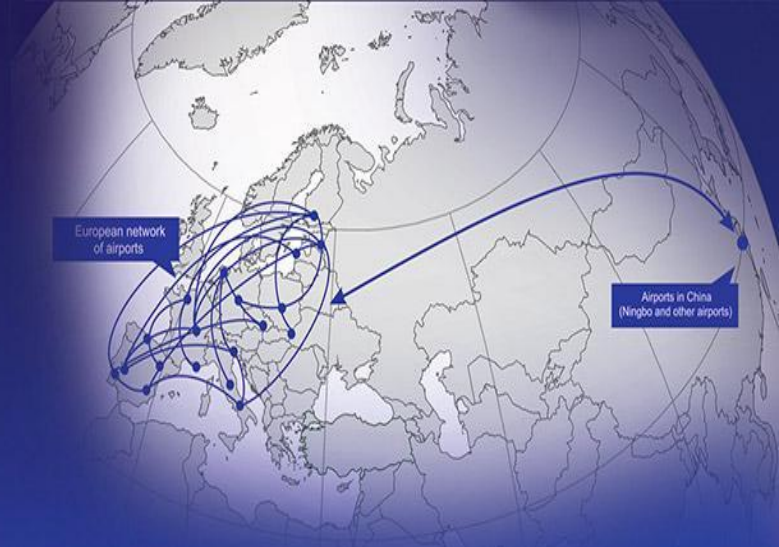 European network
of airports
Airports in China
(Ningbo and other airports)